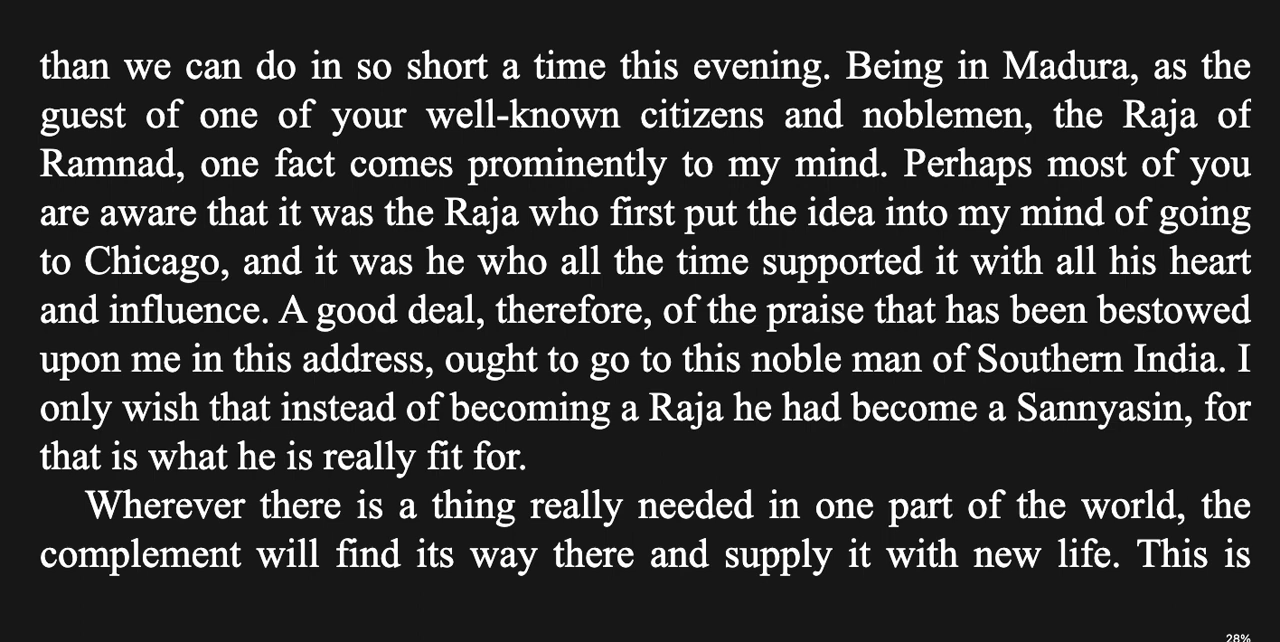 than we can do in so short a time this evening. Being in Madura, as the
guest of one of your well-known citizens and noblemen, the Raja of
Ramnad, one fact comes prominently to my mind. Perhaps most of you
are aware that it was the Raja who first put the idea into my mind of going
to Chicago, and it was he who all the time supported it with all his heart
and influence. A good deal, therefore, of the praise that has been bestowed
upon me in this address, ought to go to this noble man of Southern India. I
only wish that instead of becoming a Raja he had become a Sannyasin, for
that is what he is really fit for.
Wherever there is a thing really needed in one part of the world, the
complement will find its way there and supply it with new life. This is
28%